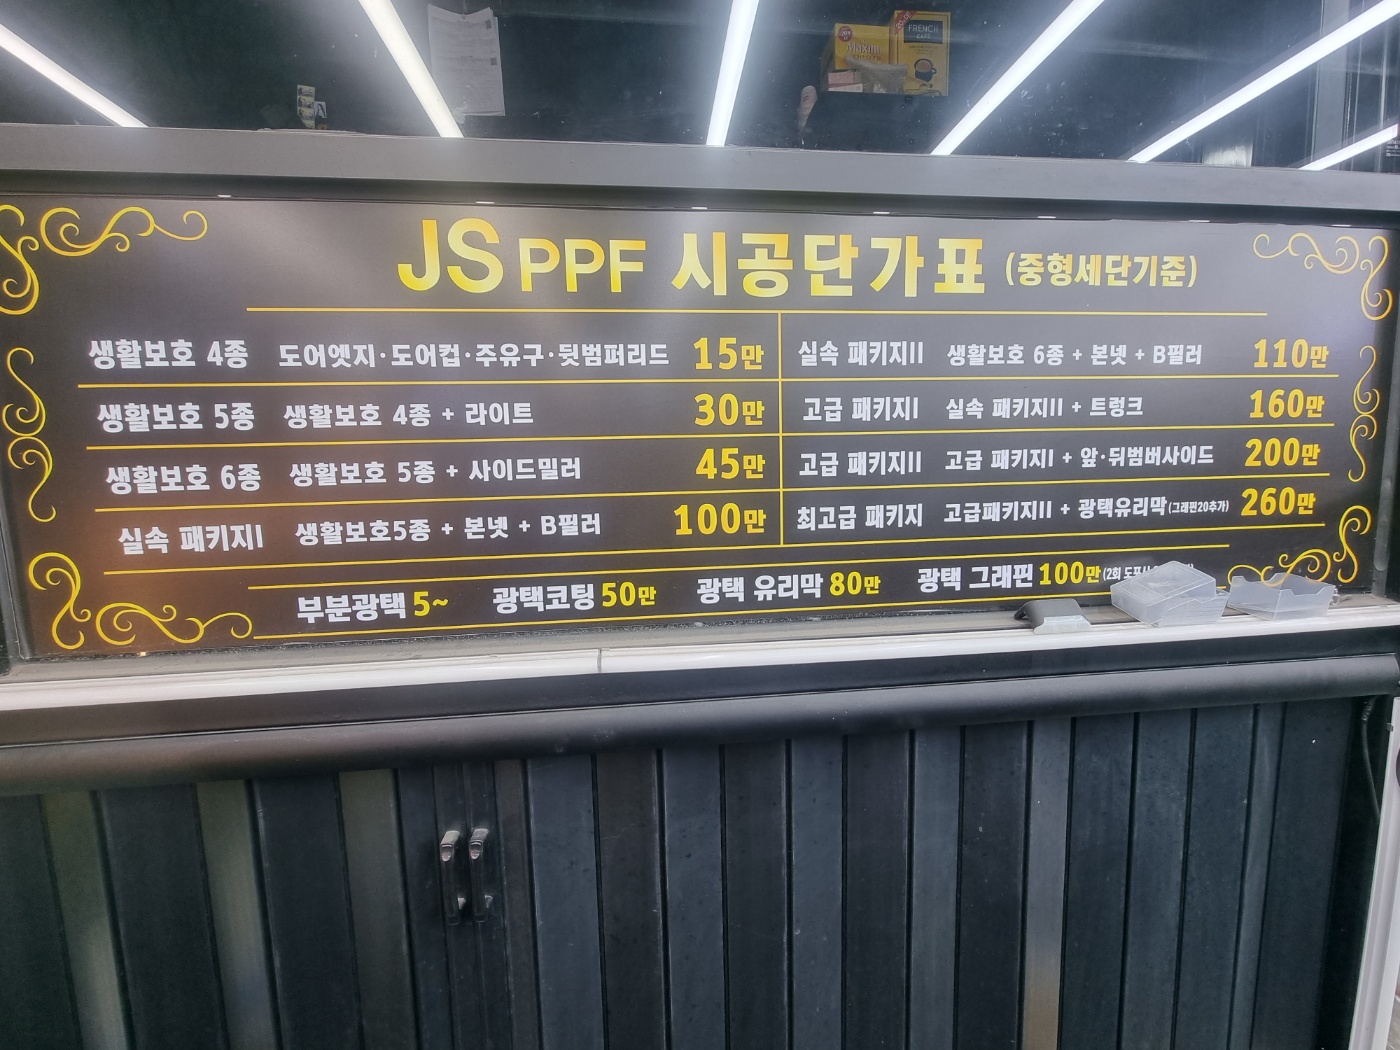 Maxim
FRENCH
CAFE
JS PPF 시공단가표 (중형세단기준)
생활보호 4종 도어엣지·도어컵·주유구·뒷범퍼리드 15만
생활보호 5종 생활보호 4종 + 라이트 30만
생활보호 6종 생활보호 5종 + 사이드밀러 45만
실속 패키지I 생활보호5종 + 본넷 + B필러 100만
실속 패키지II 생활보호 6종 + 본넷 + B필러 110만
고급 패키지I 실속 패키지II + 트렁크 160만
고급 패키지II 고급 패키지I + 앞·뒤범버사이드 200만
최고급 패키지 고급패키지II + 광택유리막(그래핀20추가) 260만
부분광택 5~ 광택코팅 50만 광택 유리막 80만 광택 그래핀 100만 (2회